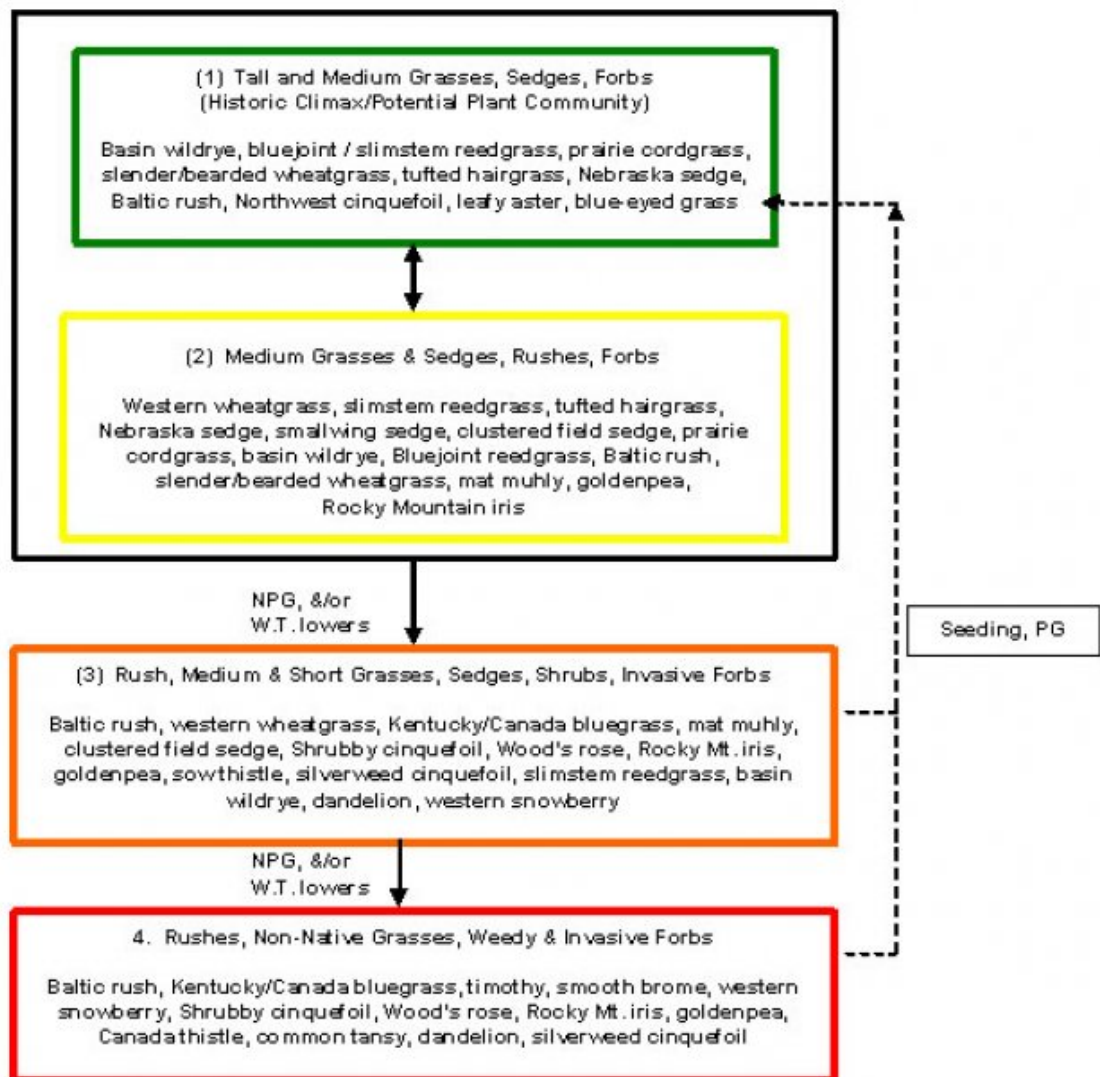 (1) Tall and Medium Grasses, Sedges, Forbs
(Historic Climax/Potential Plant Community)
Basin wildrye, bluejoint / slimstem reedgrass, prairie cordgrass,
slender/bearded wheatgrass, tufted hairgrass, Nebraska sedge,
Baltic rush, Northwest cinquefoil, leafy aster, blue-eyed grass
(2) Medium Grasses & Sedges, Rushes, Forbs
Western wheatgrass, slimstem reedgrass, tufted hairgrass,
Nebraska sedge, smallwing sedge, clustered field sedge, prairie
cordgrass, basin wildrye, Bluejoint reedgrass, Baltic rush,
slender/bearded wheatgrass, mat muhly, goldenpea,
Rocky Mountain iris
NPG, &/or
W.T. lowers
Seeding, PG
(3) Rush, Medium & Short Grasses, Sedges, Shrubs, Invasive Forbs
Baltic rush, western wheatgrass, Kentucky/Canada bluegrass, mat muhly,
clustered field sedge, Shrubby cinquefoil, Wood's rose, Rocky Mt. iris,
goldenpea, sowthistle, silverweed cinquefoil, slimstem reedgrass, basin
wildrye, dandelion, western snowberry
NPG, &/or
W.T. lowers
4. Rushes, Non-Native Grasses, Weedy & Invasive Forbs
Baltic rush, Kentucky/Canada bluegrass, timothy, smooth brome, western
snowberry, Shrubby cinquefoil, Wood's rose, Rocky Mt. iris, goldenpea,
Canada thistle, common tansy, dandelion, silverweed cinquefoil